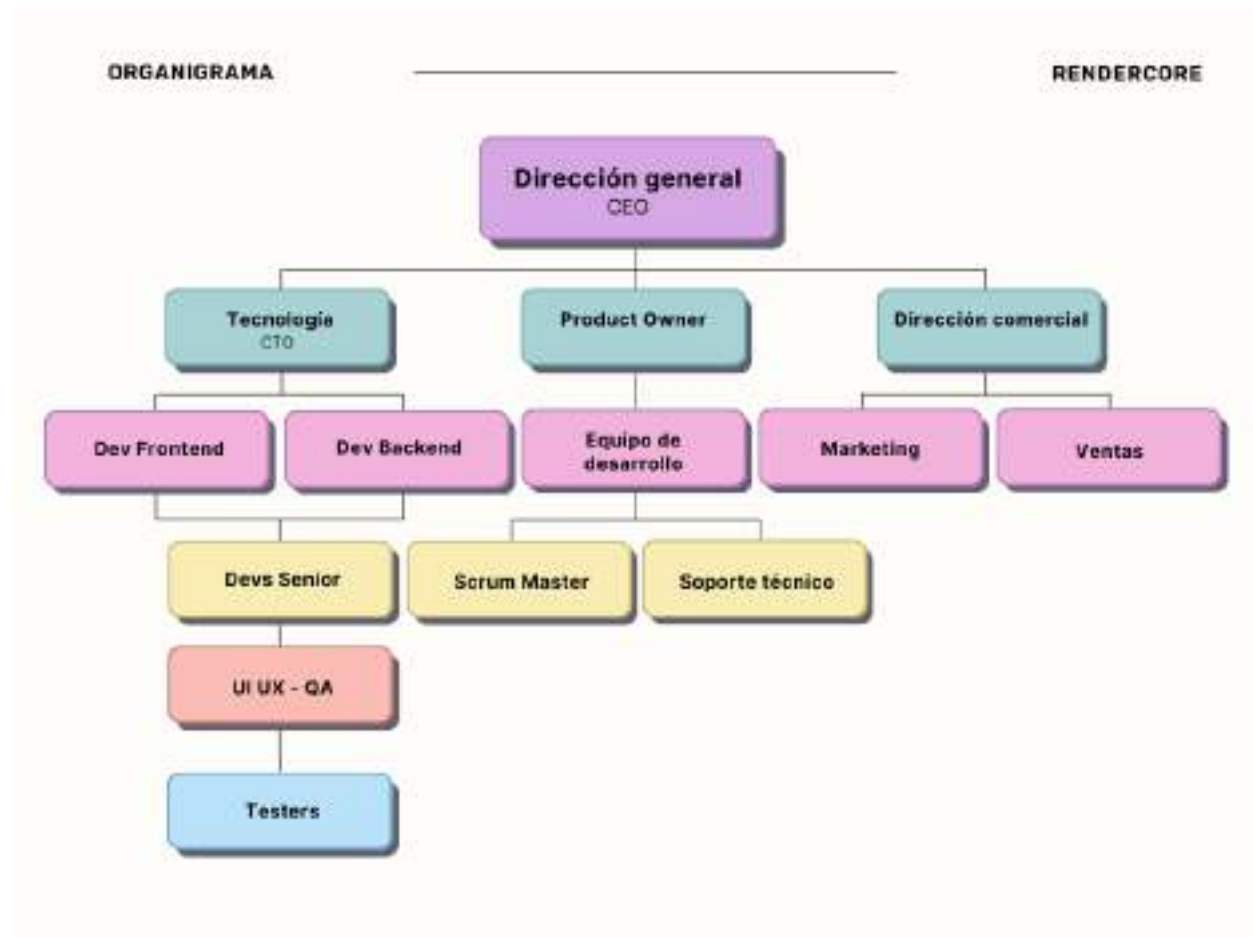 ORGANIGRAMA
RENDERCORE
Dirección general
CEO
Tecnología
CTO
Product Owner
Dirección comercial
Dev Frontend
Dev Backend
Equipo de
desarrollo
Marketing
Ventas
Devs Senior
Scrum Master
Soporte técnico
UI UX - QA
Testers